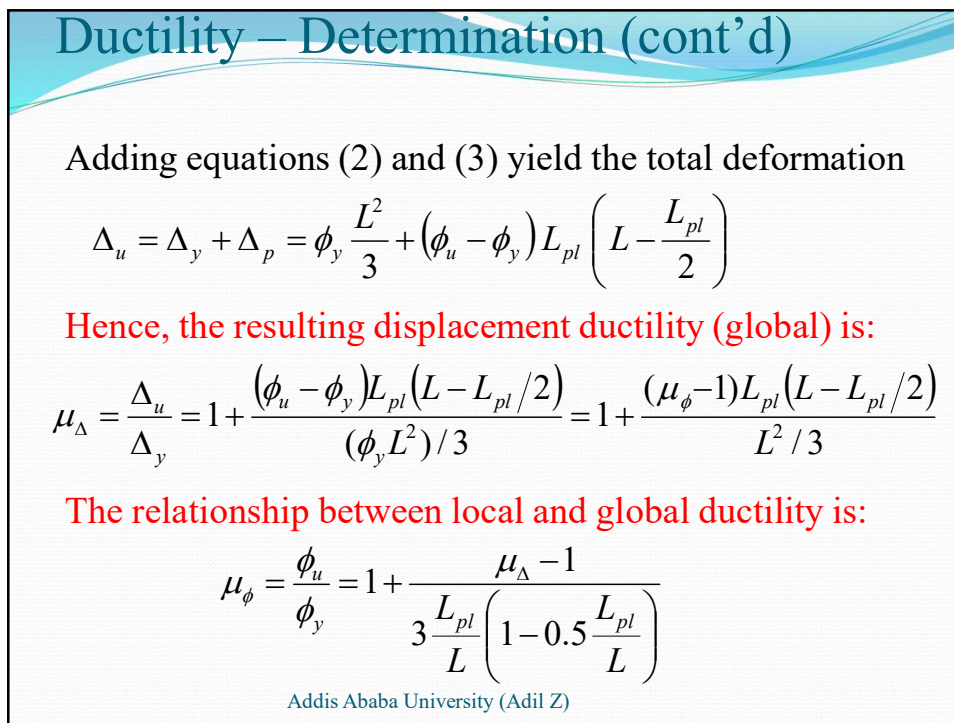 Ductility – Determination (cont’d)
Adding equations (2) and (3) yield the total deformation
Δ_u = Δ_y + Δ_p = φ_y L²/3 + (φ_u − φ_y) L_pl (L − L_pl/2)
Hence, the resulting displacement ductility (global) is:
μ_Δ = Δ_u/Δ_y = 1 + (φ_u − φ_y)L_pl(L − L_pl/2)/((φ_y L²)/3) = 1 + (μ_φ−1)L_pl(L − L_pl/2)/(L²/3)
The relationship between local and global ductility is:
μ_φ = φ_u/φ_y = 1 + (μ_Δ − 1)/(3 L_pl/L (1 − 0.5 L_pl/L))
Addis Ababa University (Adil Z)